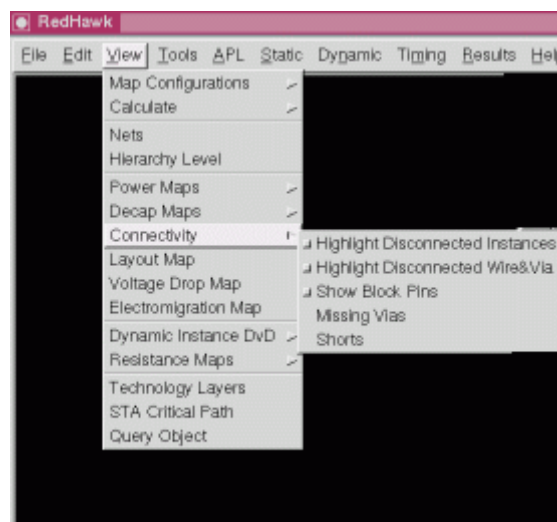 RedHawk
File Edit View Tools APL Static Dynamic Timing Results Hel
Map Configurations
Calculate
Nets
Hierarchy Level
Power Maps
Decap Maps
Connectivity
Highlight Disconnected Instances
Layout Map
Highlight Disconnected Wire&Via
Voltage Drop Map
Show Block Pins
Electromigration Map
Missing Vias
Dynamic Instance DvD
Shorts
Resistance Maps
Technology Layers
STA Critical Path
Query Object